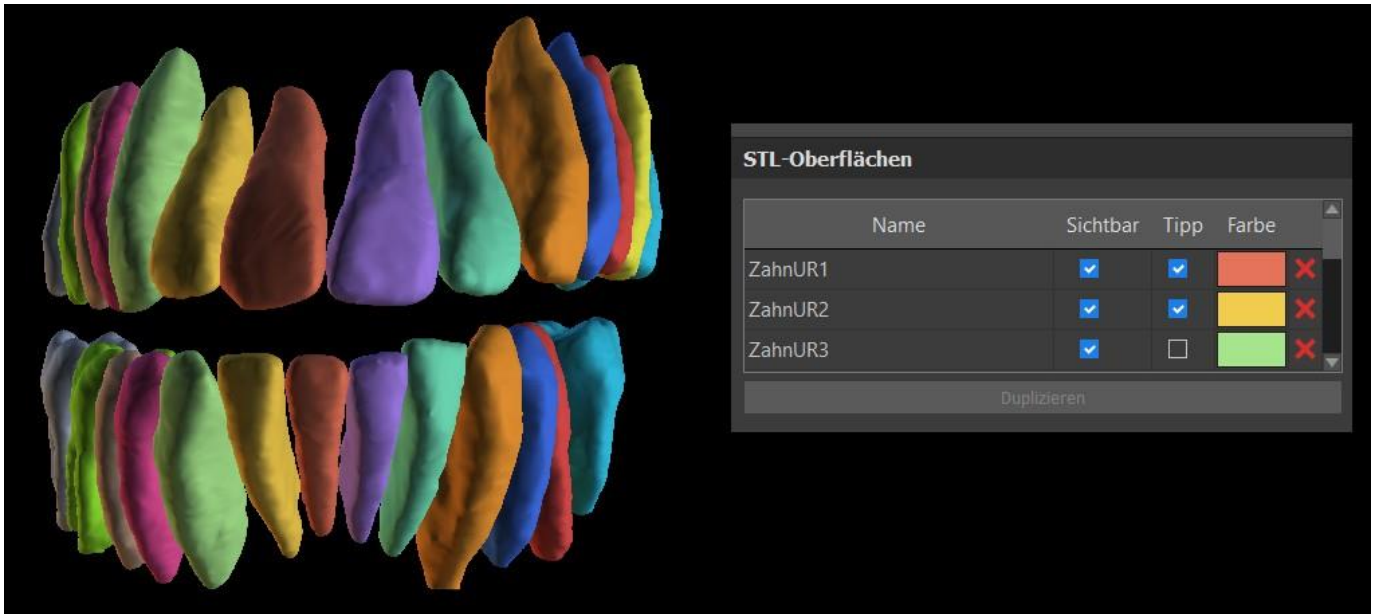 STL-Oberflächen
Name Sichtbar Tipp Farbe
ZahnUR1
ZahnUR2
ZahnUR3
Duplizieren